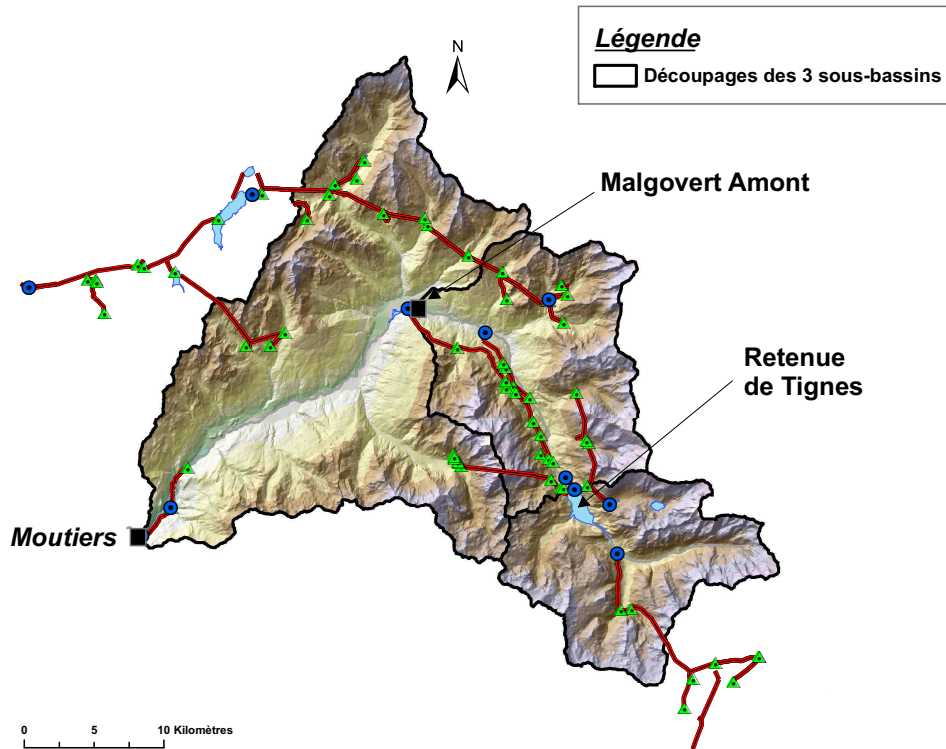 Légende
Découpages des 3 sous-bassins
N
Malgovert Amont
Retenue
de Tignes
Moutiers
0 5 10 Kilomètres